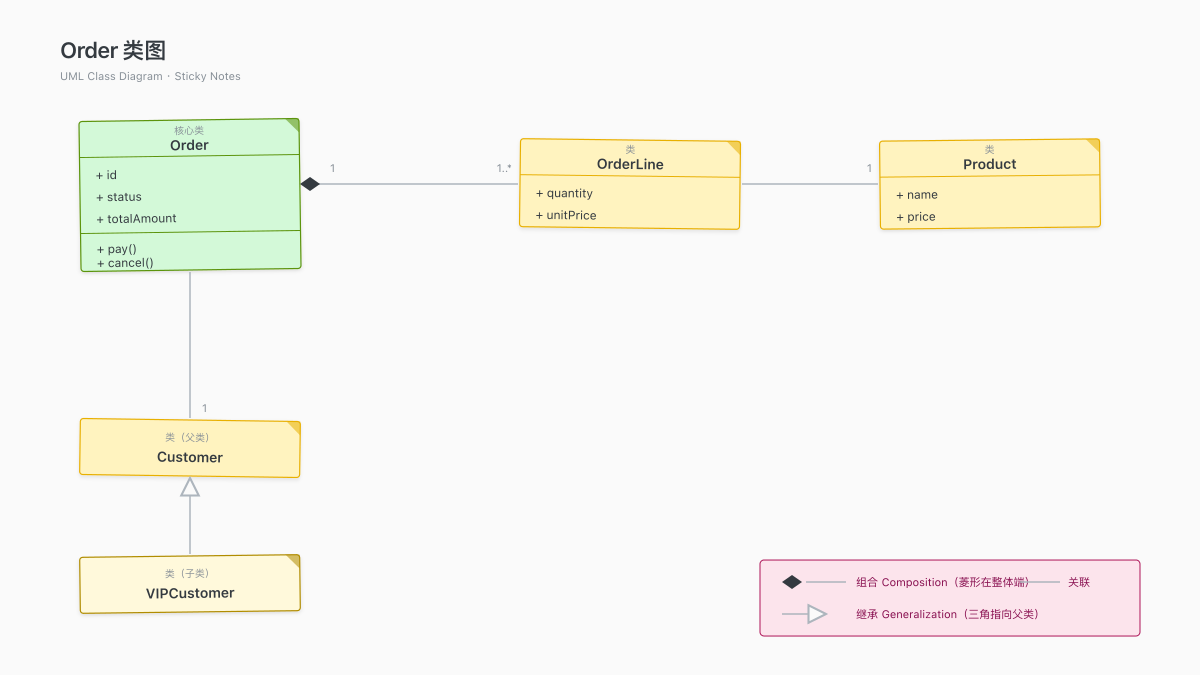 Order 类图
UML Class Diagram · Sticky Notes
核心类
Order
+ id
+ status
+ totalAmount
+ pay()
+ cancel()
1
1..*
类
OrderLine
+ quantity
+ unitPrice
1
类
Product
+ name
+ price
1
类（父类）
Customer
类（子类）
VIPCustomer
组合 Composition（菱形在整体端）
关联
继承 Generalization（三角指向父类）